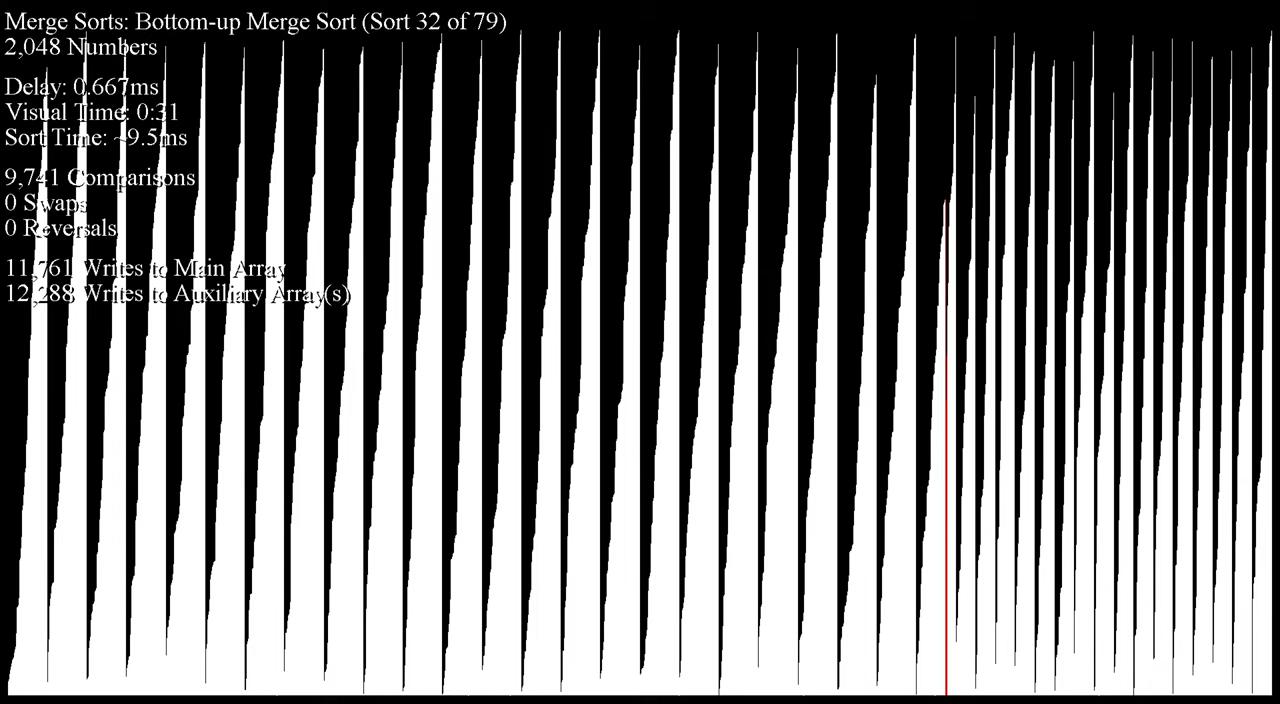 Merge Sorts: Bottom-up Merge Sort (Sort 32 of 79)
2,048 Numbers
Delay: 0.667ms
Visual Time: 0:31
Sort Time: ~9.5ms
9,741 Comparisons
0 Swaps
0 Reversals
11,761 Writes to Main Array
12,288 Writes to Auxiliary Array(s)